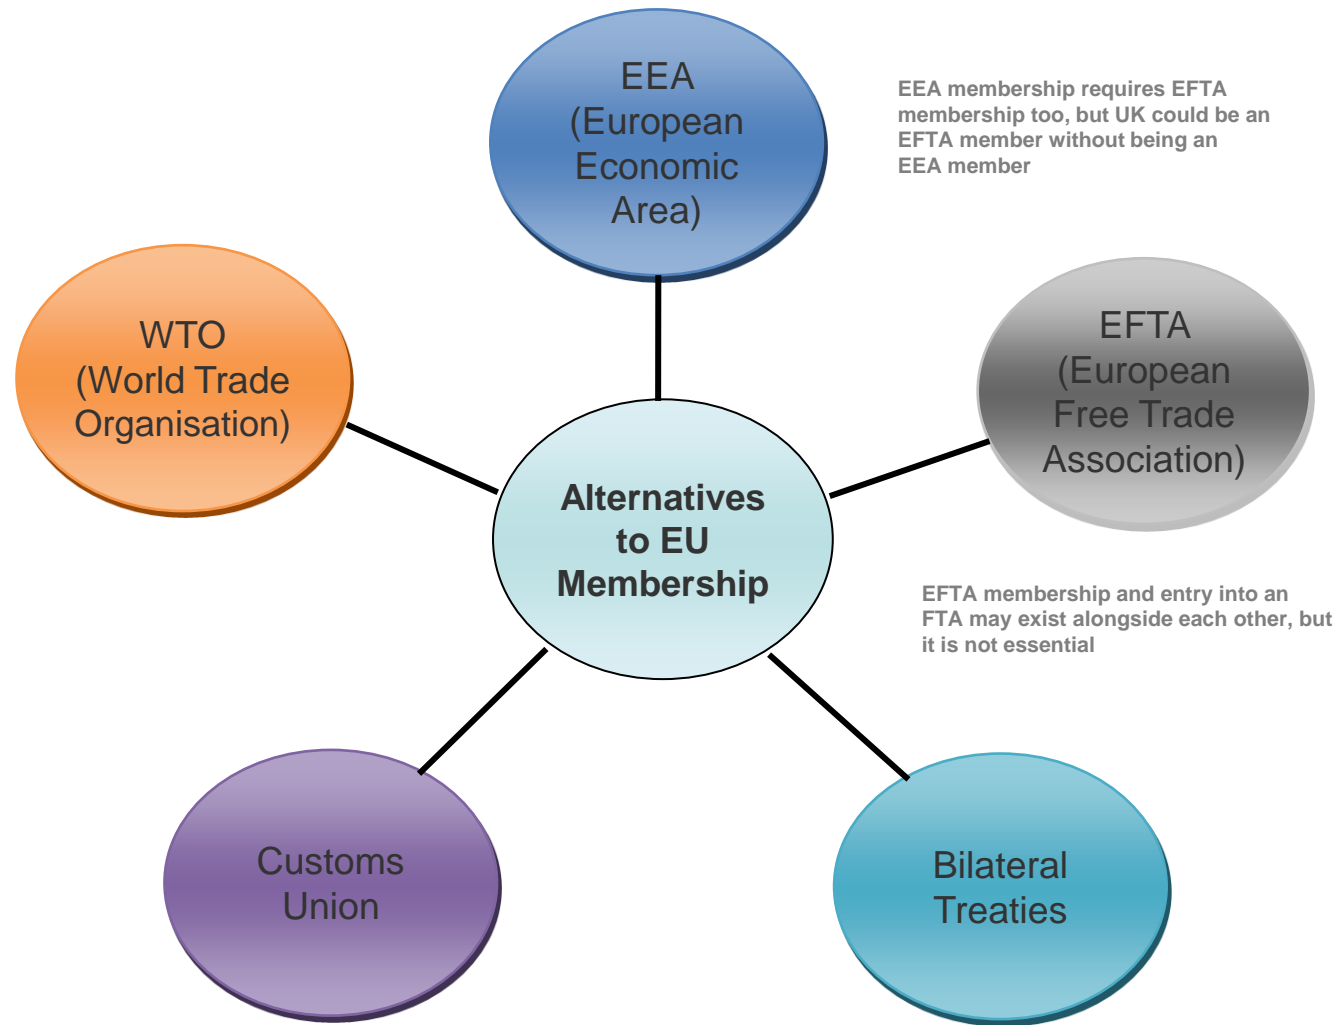 EEA
(European
Economic
Area)
EEA membership requires EFTA
membership too, but UK could be an
EFTA member without being an
EEA member
WTO
(World Trade
Organisation)
EFTA
(European
Free Trade
Association)
Alternatives
to EU
Membership
EFTA membership and entry into an
FTA may exist alongside each other, but
it is not essential
Customs
Union
Bilateral
Treaties